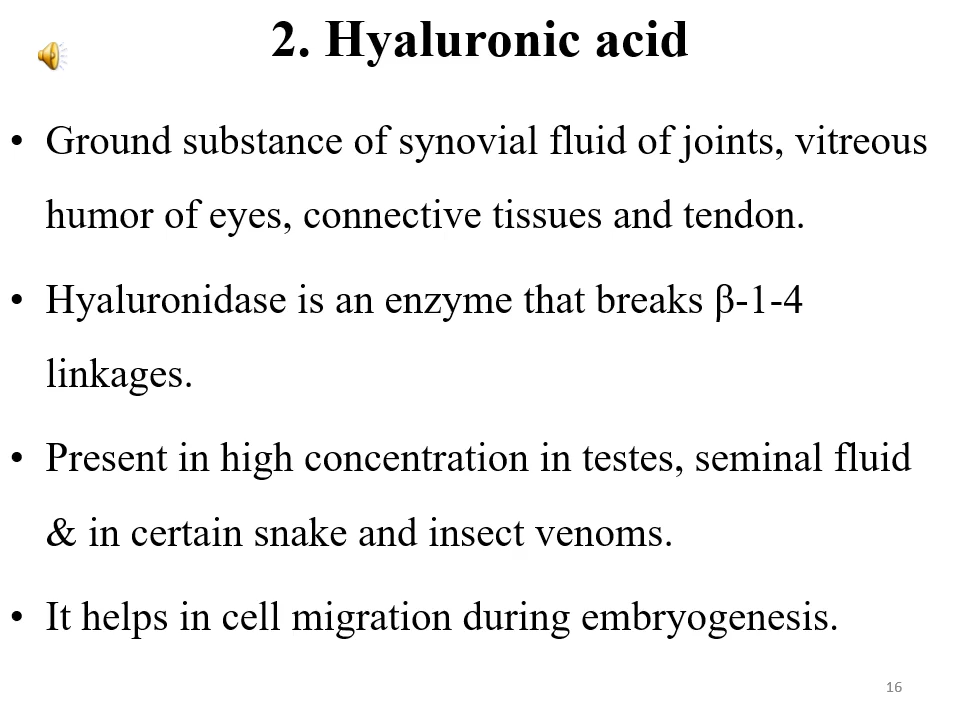 2. Hyaluronic acid
• Ground substance of synovial fluid of joints, vitreous
humor of eyes, connective tissues and tendon.
• Hyaluronidase is an enzyme that breaks β-1-4
linkages.
• Present in high concentration in testes, seminal fluid
& in certain snake and insect venoms.
• It helps in cell migration during embryogenesis.
16